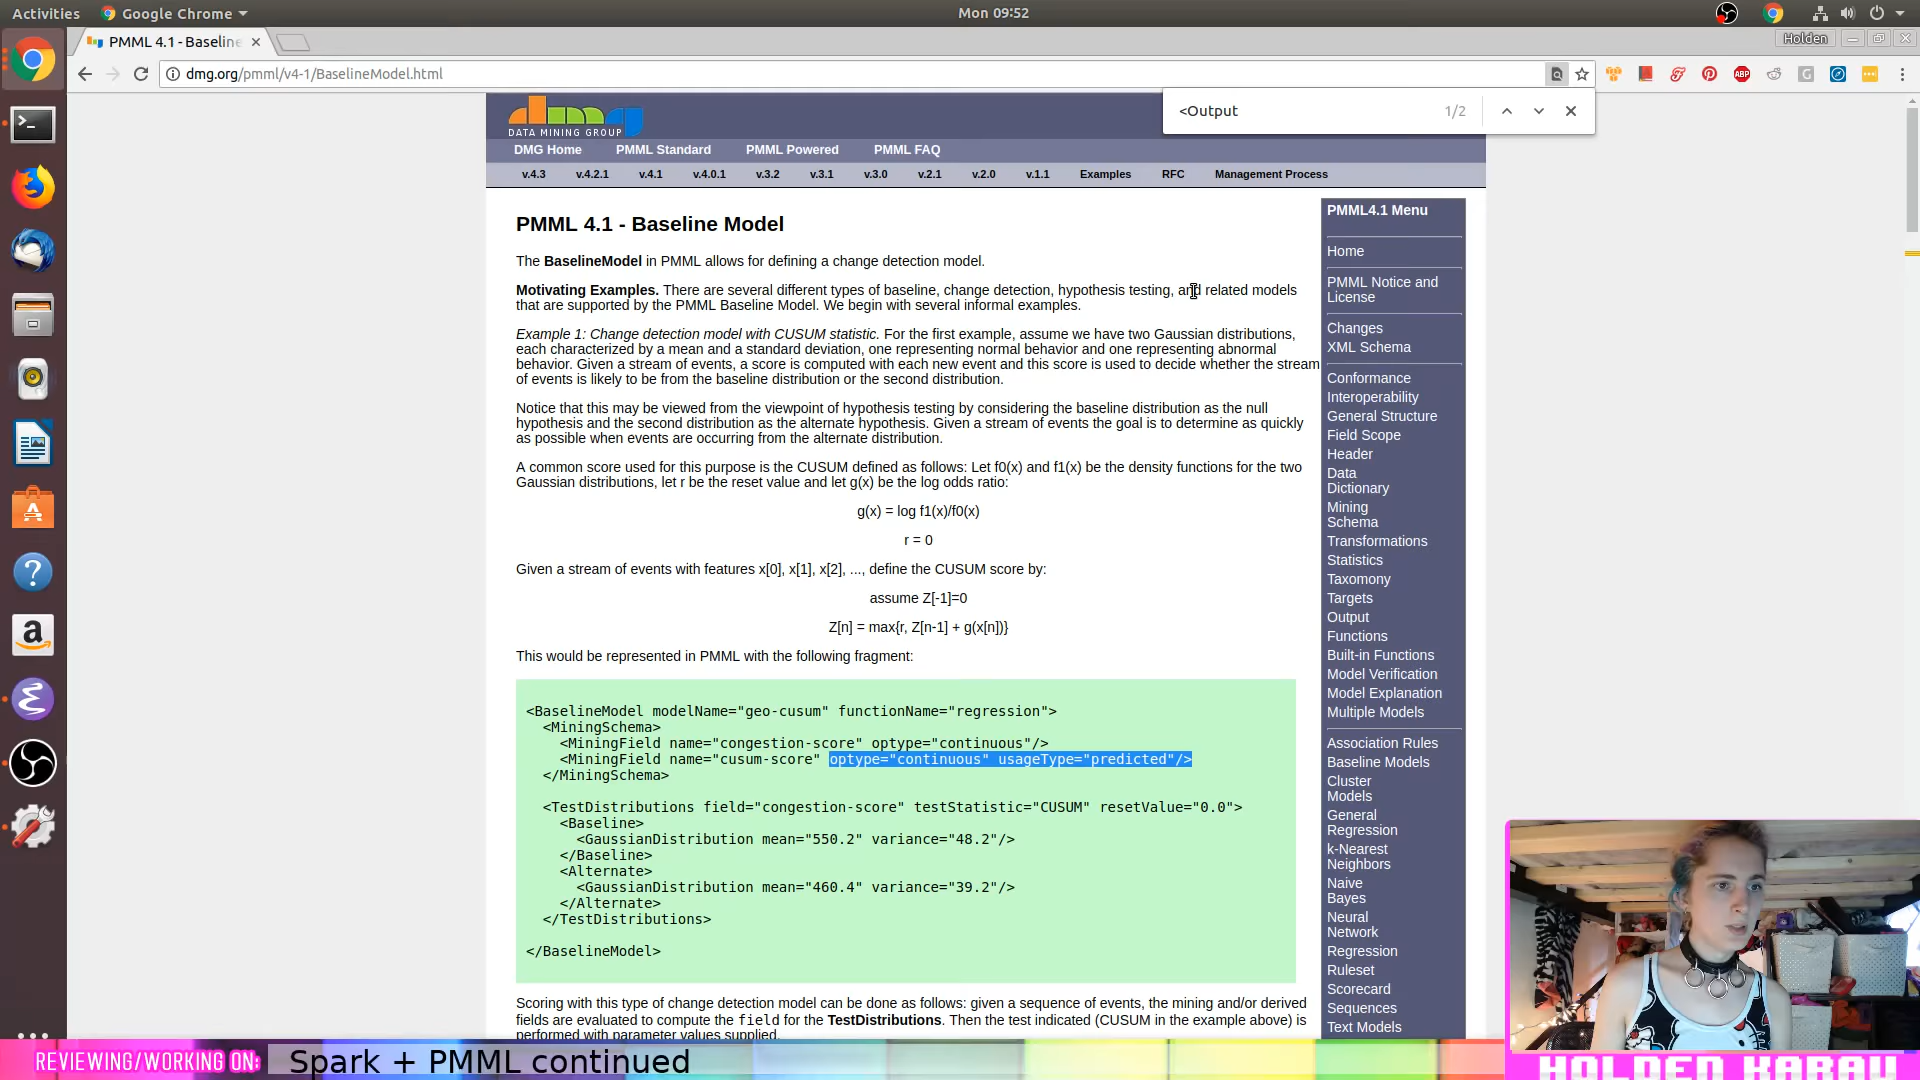 Activities
Google Chrome
Mon 09:52
PMML 4.1 - Baseline
Holden
dmg.org/pmml/v4-1/BaselineModel.html
ABP
<Output
1/2
DATA MINING GROUP
DMG Home
PMML Standard
PMML Powered
PMML FAQ
v.4.3
v.4.2.1
v.4.1
v.4.0.1
v.3.2
v.3.1
v.3.0
v.2.1
v.2.0
v.1.1
Examples
RFC
Management Process
PMML 4.1 - Baseline Model
The BaselineModel in PMML allows for defining a change detection model.
Motivating Examples. There are several different types of baseline, change detection, hypothesis testing, and related models
that are supported by the PMML Baseline Model. We begin with several informal examples.
Example 1: Change detection model with CUSUM statistic. For the first example, assume we have two Gaussian distributions,
each characterized by a mean and a standard deviation, one representing normal behavior and one representing abnormal
behavior. Given a stream of events, a score is computed with each new event and this score is used to decide whether the stream
of events is likely to be from the baseline distribution or the second distribution.
Notice that this may be viewed from the viewpoint of hypothesis testing by considering the baseline distribution as the null
hypothesis and the second distribution as the alternate hypothesis. Given a stream of events the goal is to determine as quickly
as possible when events are occurring from the alternate distribution.
A common score used for this purpose is the CUSUM defined as follows: Let f0(x) and f1(x) be the density functions for the two
Gaussian distributions, let r be the reset value and let g(x) be the log odds ratio:
g(x) = log f1(x)/f0(x)
r = 0
Given a stream of events with features x[0], x[1], x[2], ..., define the CUSUM score by:
assume Z[-1]=0
Z[n] = max{r, Z[n-1] + g(x[n])}
This would be represented in PMML with the following fragment:
<BaselineModel modelName="geo-cusum" functionName="regression">
<MiningSchema>
<MiningField name="congestion-score" optype="continuous"/>
<MiningField name="cusum-score" optype="continuous" usageType="predicted"/>
</MiningSchema>
<TestDistributions field="congestion-score" testStatistic="CUSUM" resetValue="0.0">
<Baseline>
<GaussianDistribution mean="550.2" variance="48.2"/>
</Baseline>
<Alternate>
<GaussianDistribution mean="460.4" variance="39.2"/>
</Alternate>
</TestDistributions>
</BaselineModel>
Scoring with this type of change detection model can be done as follows: given a sequence of events, the mining and/or derived
fields are evaluated to compute the field for the TestDistributions. Then the test indicated (CUSUM in the example above) is
performed with parameter values supplied.
PMML4.1 Menu
Home
PMML Notice and
License
Changes
XML Schema
Conformance
Interoperability
General Structure
Field Scope
Header
Data
Dictionary
Mining
Schema
Transformations
Statistics
Taxomony
Targets
Output
Functions
Built-in Functions
Model Verification
Model Explanation
Multiple Models
Association Rules
Baseline Models
Cluster
Models
General
Regression
k-Nearest
Neighbors
Naive
Bayes
Neural
Network
Regression
Ruleset
Scorecard
Sequences
Text Models
REVIEWING/WORKING ON:
Spark + PMML continued
HOLDEN KARAU